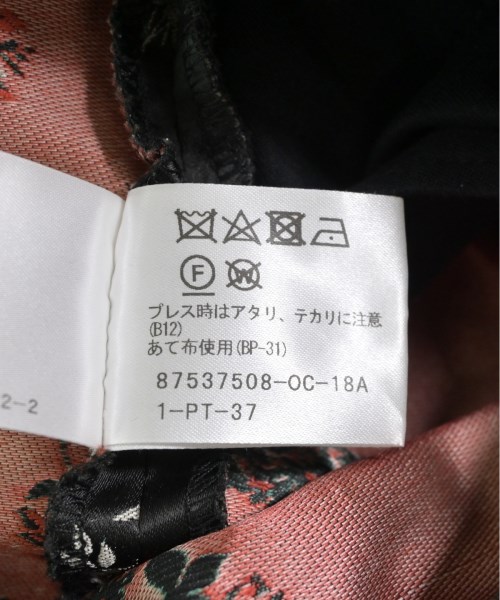 F W
プレス時はアタリ、テカリに注意
(B12)
あて布使用(BP-31)
87537508-OC-18A
1-PT-37
2-2